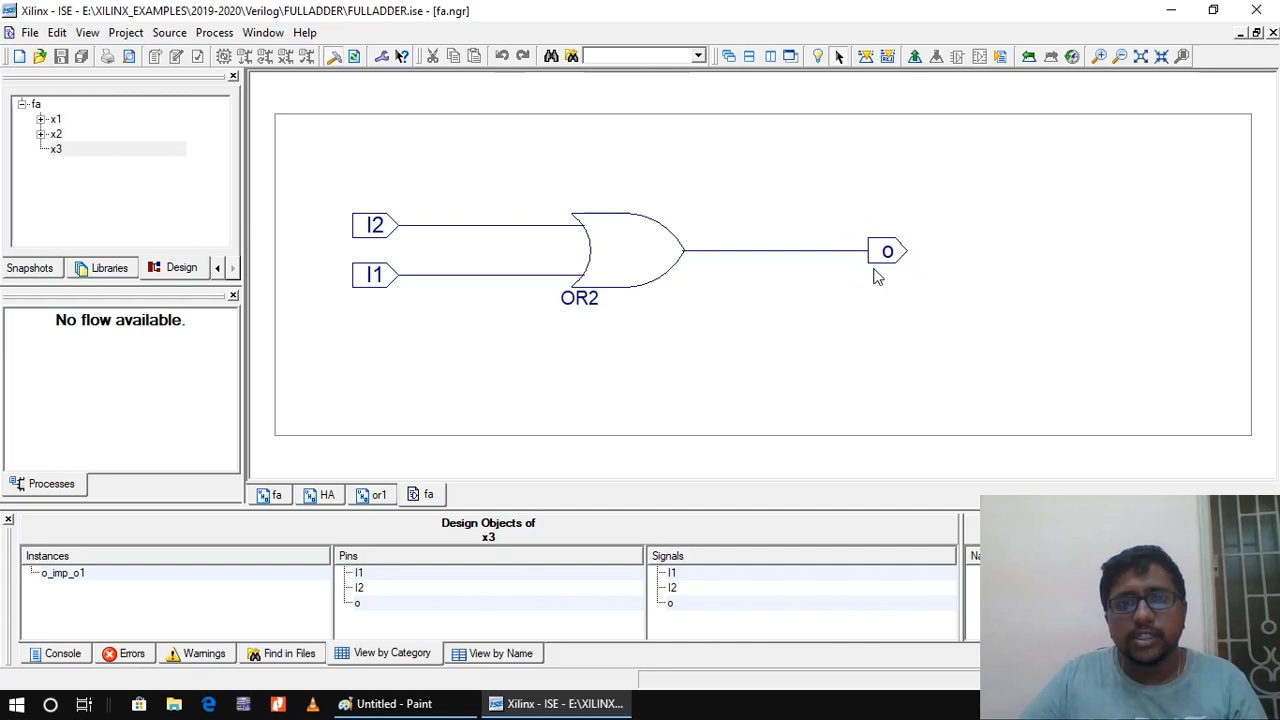 Xilinx - ISE - E:\XILINX_EXAMPLES\2019-2020\Verilog\FULLADDER\FULLADDER.ise - [fa.ngr]
File Edit View Project Source Process Window Help
fa
x1
x2
x3
Snapshots Libraries Design
No flow available.
Processes
I2
I1
OR2
o
fa HA or1 fa
Design Objects of
x3
Instances Pins Signals
o_imp_o1 I1 I1
I2 I2
o o
Console Errors Warnings Find in Files View by Category View by Name
Untitled - Paint Xilinx - ISE - E:\XILINX...